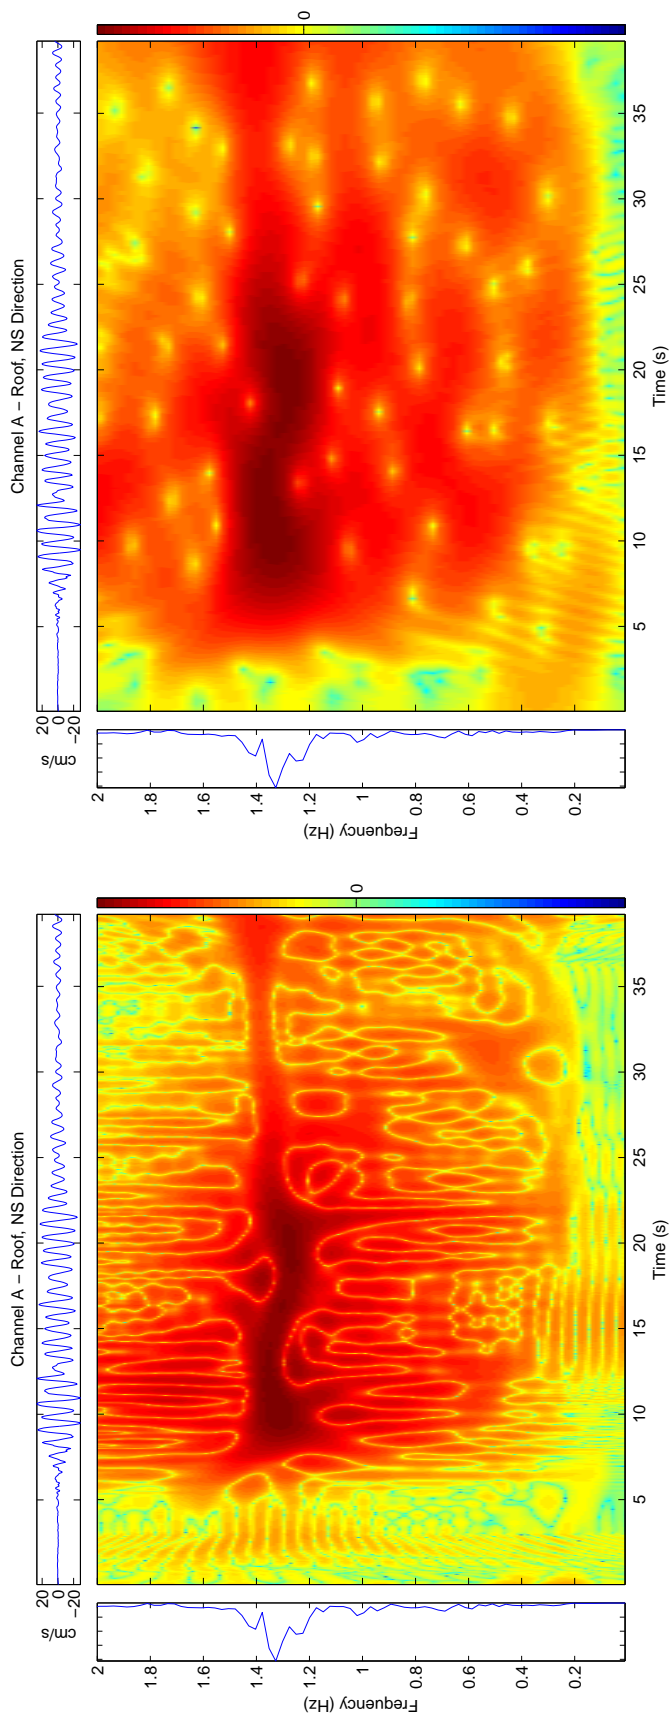 Channel A − Roof, NS Direction
20
0
−20
cm/s
2
1.8
1.6
1.4
1.2
1
0.8
0.6
0.4
0.2
Frequency (Hz)
0
5 10 15 20 25 30 35
Time (s)
Channel A − Roof, NS Direction
20
0
−20
cm/s
2
1.8
1.6
1.4
1.2
1
0.8
0.6
0.4
0.2
Frequency (Hz)
0
5 10 15 20 25 30 35
Time (s)